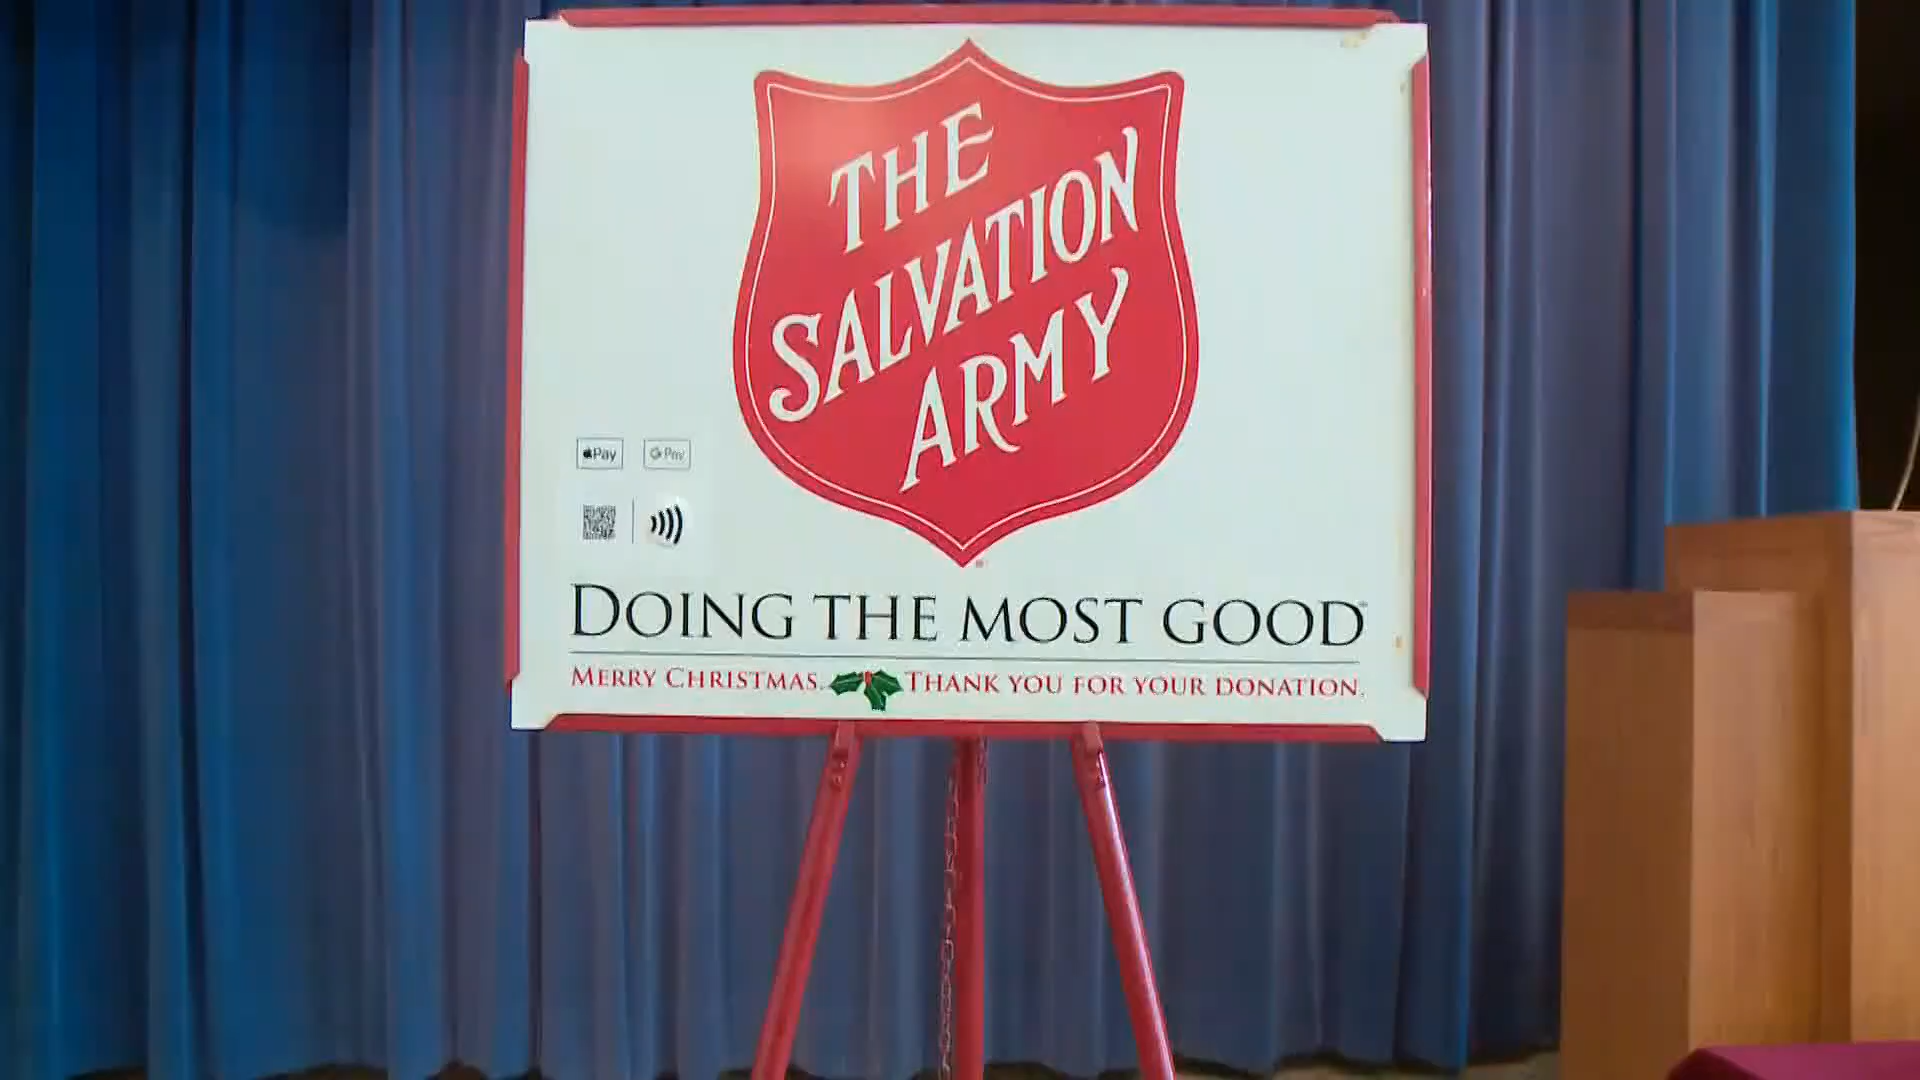 THE
SALVATION
ARMY
Pay
G Pay
DOING THE MOST GOOD
MERRY CHRISTMAS. THANK YOU FOR YOUR DONATION.